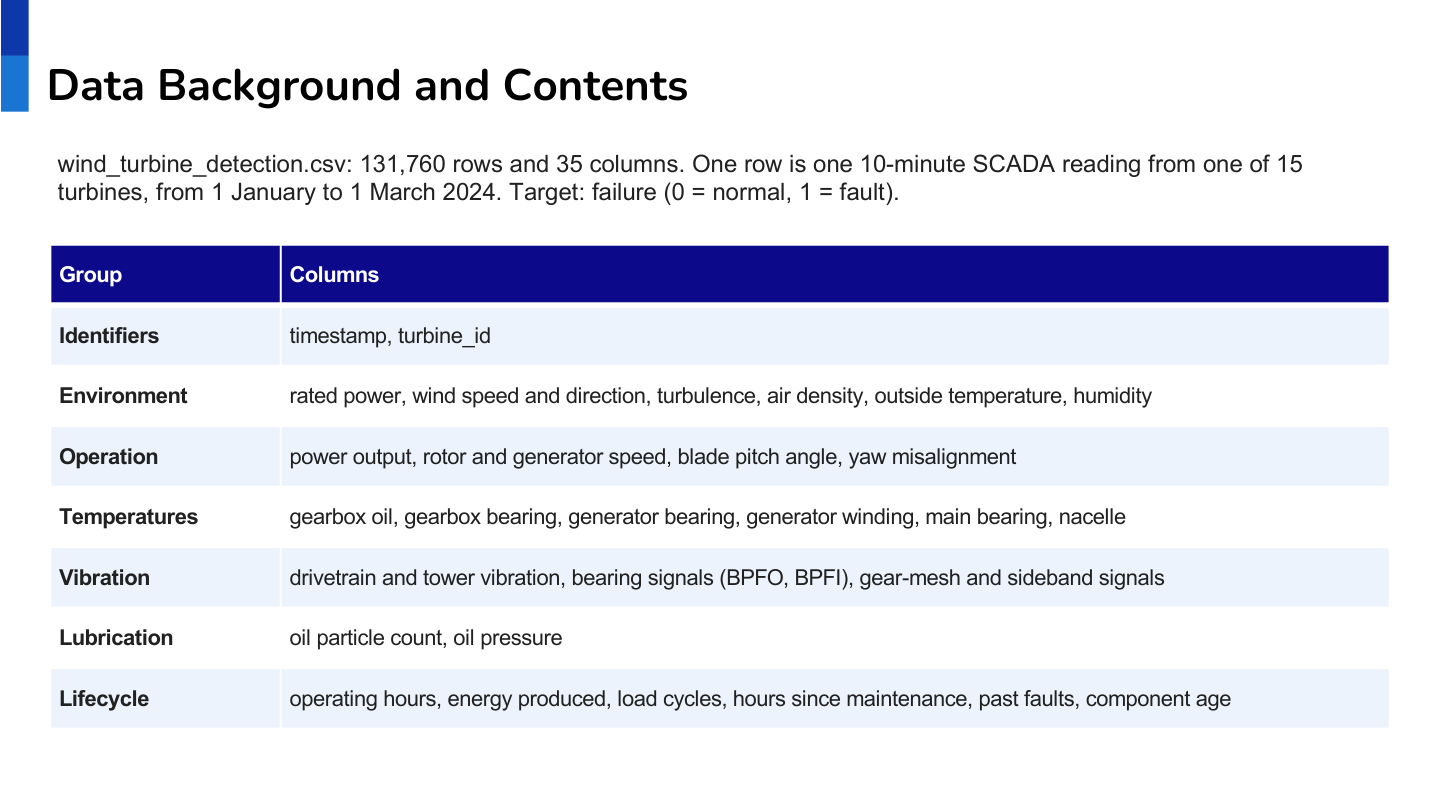 Data Background and Contents
wind_turbine_detection.csv: 131,760 rows and 35 columns. One row is one 10-minute SCADA reading from one of 15
turbines, from 1 January to 1 March 2024. Target: failure (0 = normal, 1 = fault).
Group Columns
Identifiers timestamp, turbine_id
Environment rated power, wind speed and direction, turbulence, air density, outside temperature, humidity
Operation power output, rotor and generator speed, blade pitch angle, yaw misalignment
Temperatures gearbox oil, gearbox bearing, generator bearing, generator winding, main bearing, nacelle
Vibration drivetrain and tower vibration, bearing signals (BPFO, BPFI), gear-mesh and sideband signals
Lubrication oil particle count, oil pressure
Lifecycle operating hours, energy produced, load cycles, hours since maintenance, past faults, component age